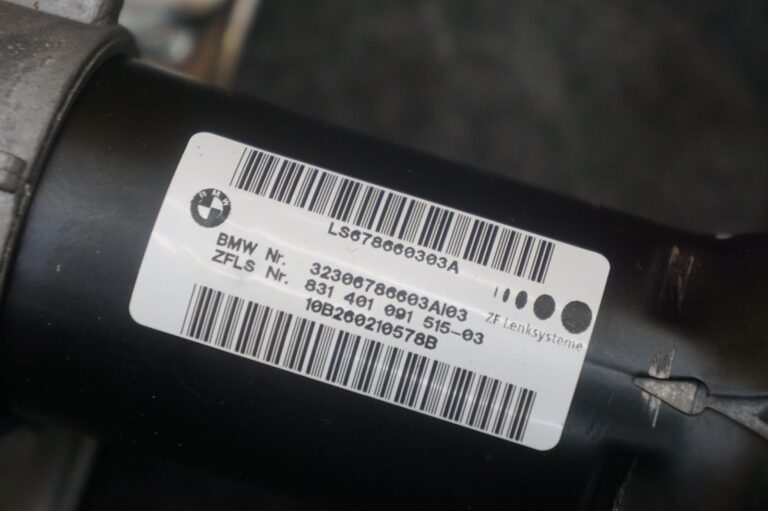 BMW
LS678660303A
BMW Nr. 32306786603AI03
ZFLS Nr. 831 401 091 515-03
10B260210578B
ZF Lenksysteme